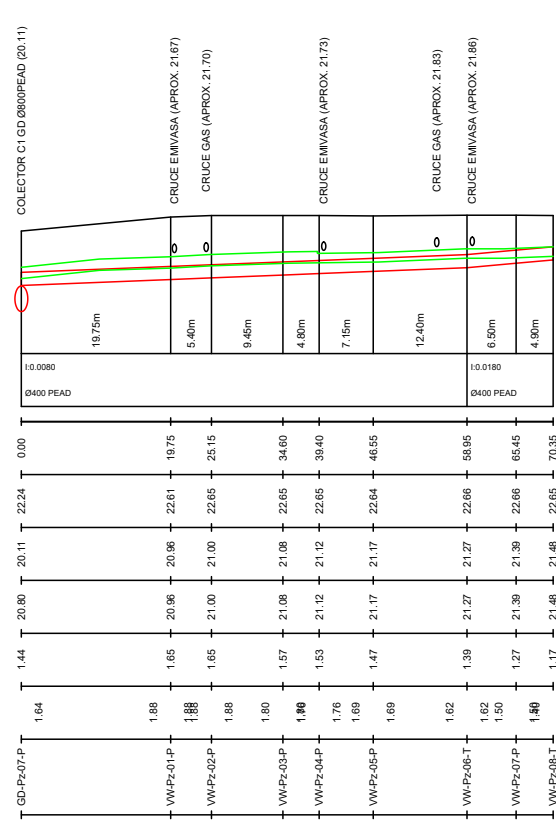 COLECTOR C1 GD Ø800PEAD (20.11)
CRUCE EMIVASA (APROX. 21.67)
CRUCE GAS (APROX. 21.70)
CRUCE EMIVASA (APROX. 21.73)
CRUCE GAS (APROX. 21.83)
CRUCE EMIVASA (APROX. 21.86)
19.75m
5.40m
9.45m
4.80m
7.15m
12.40m
6.50m
4.90m
I:0.0080
I:0.0180
Ø400 PEAD
Ø400 PEAD
0.00 19.75 25.15 34.60 39.40 46.55 58.95 65.45 70.35
22.24 22.61 22.65 22.65 22.65 22.64 22.66 22.66 22.65
20.11 20.96 21.00 21.08 21.12 21.17 21.27 21.39 21.48
20.80 20.96 21.00 21.08 21.12 21.17 21.27 21.39 21.48
1.44 1.65 1.65 1.57 1.53 1.47 1.39 1.27 1.17
1.64 1.88 1.88 1.80 1.76 1.69 1.69 1.62 1.62 1.50
GD-Pz-07-P VW-Pz-01-P VW-Pz-02-P VW-Pz-03-P VW-Pz-04-P VW-Pz-05-P VW-Pz-06-T VW-Pz-07-P VW-Pz-08-T